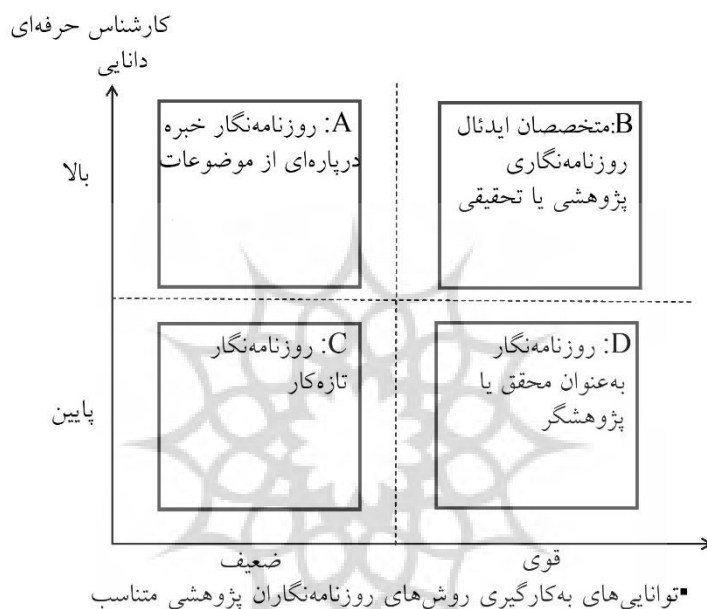 کارشناس حرفه‌ای
دانایی
A: روزنامه‌نگار خبره
درپاره‌ای از موضوعات
B:متخصصان ایدئال
روزنامه‌نگاری
پژوهشی یا تحقیقی
بالا
C: روزنامه‌نگار
تازه‌کار
D: روزنامه‌نگار
به‌عنوان محقق یا
پژوهشگر
پایین
ضعیف
قوی
▪توانایی‌های به‌کارگیری روش‌های روزنامه‌نگاران پژوهشی متناسب